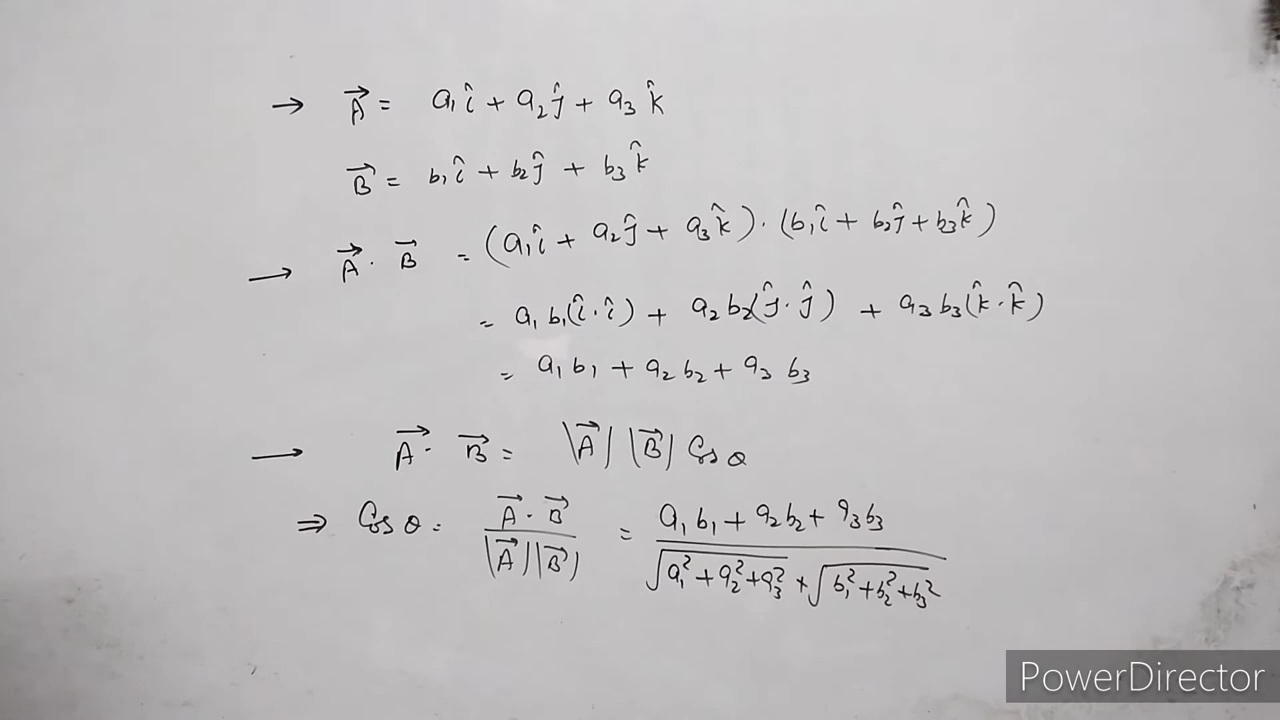 → A⃗ = a₁î + a₂ĵ + a₃k̂
B⃗ = b₁î + b₂ĵ + b₃k̂
→ A⃗ · B⃗ = (a₁î + a₂ĵ + a₃k̂) · (b₁î + b₂ĵ + b₃k̂)
= a₁b₁(î·î) + a₂b₂(ĵ·ĵ) + a₃b₃(k̂·k̂)
= a₁b₁ + a₂b₂ + a₃b₃
→ A⃗ · B⃗ = |A⃗| |B⃗| Cos θ
⇒ Cos θ = (A⃗ · B⃗) / (|A⃗||B⃗|) = (a₁b₁ + a₂b₂ + a₃b₃) / (√(a₁² + a₂² + a₃²) × √(b₁² + b₂² + b₃²))
PowerDirector